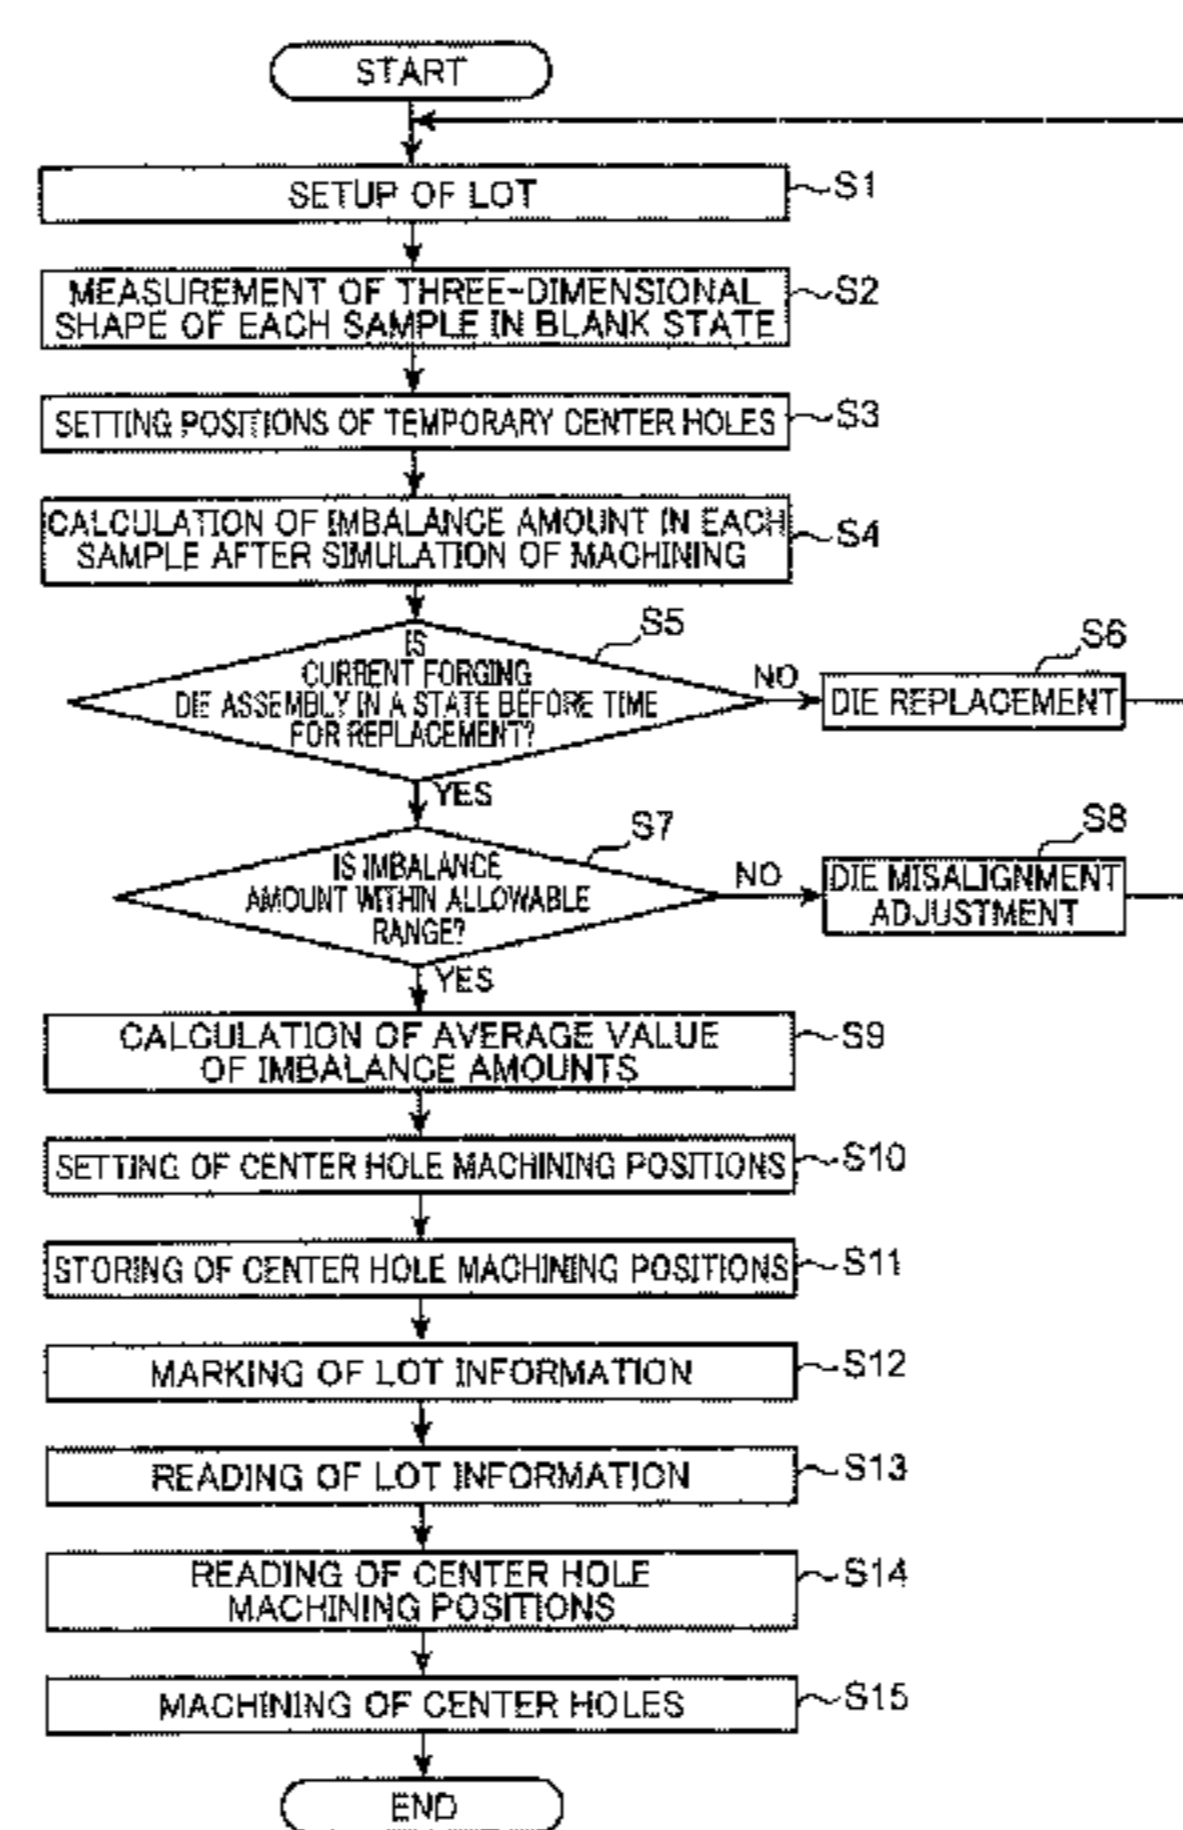 START
SETUP OF LOT
S1
MEASUREMENT OF THREE-DIMENSIONAL
SHAPE OF EACH SAMPLE IN BLANK STATE
S2
SETTING POSITIONS OF TEMPORARY CENTER HOLES
S3
CALCULATION OF IMBALANCE AMOUNT IN EACH
SAMPLE AFTER SIMULATION OF MACHINING
S4
S5
IS
CURRENT FORGING
DIE ASSEMBLY IN A STATE BEFORE TIME
FOR REPLACEMENT?
NO
S6
DIE REPLACEMENT
YES
S7
IS IMBALANCE
AMOUNT WITHIN ALLOWABLE
RANGE?
NO
S8
DIE MISALIGNMENT
ADJUSTMENT
YES
CALCULATION OF AVERAGE VALUE
OF IMBALANCE AMOUNTS
S9
SETTING OF CENTER HOLE MACHINING POSITIONS
S10
STORING OF CENTER HOLE MACHINING POSITIONS
S11
MARKING OF LOT INFORMATION
S12
READING OF LOT INFORMATION
S13
READING OF CENTER HOLE
MACHINING POSITIONS
S14
MACHINING OF CENTER HOLES
S15
END